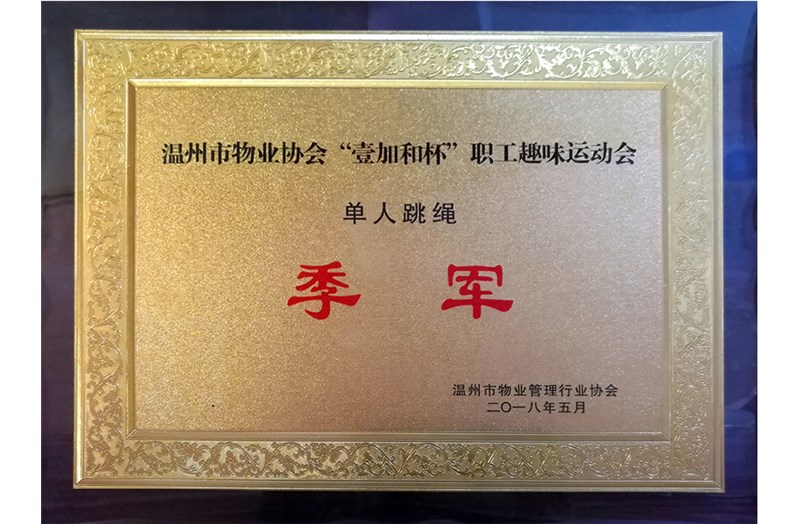 温州市物业协会“壹加和杯”职工趣味运动会
单人跳绳
季军
温州市物业管理行业协会
二〇一八年五月